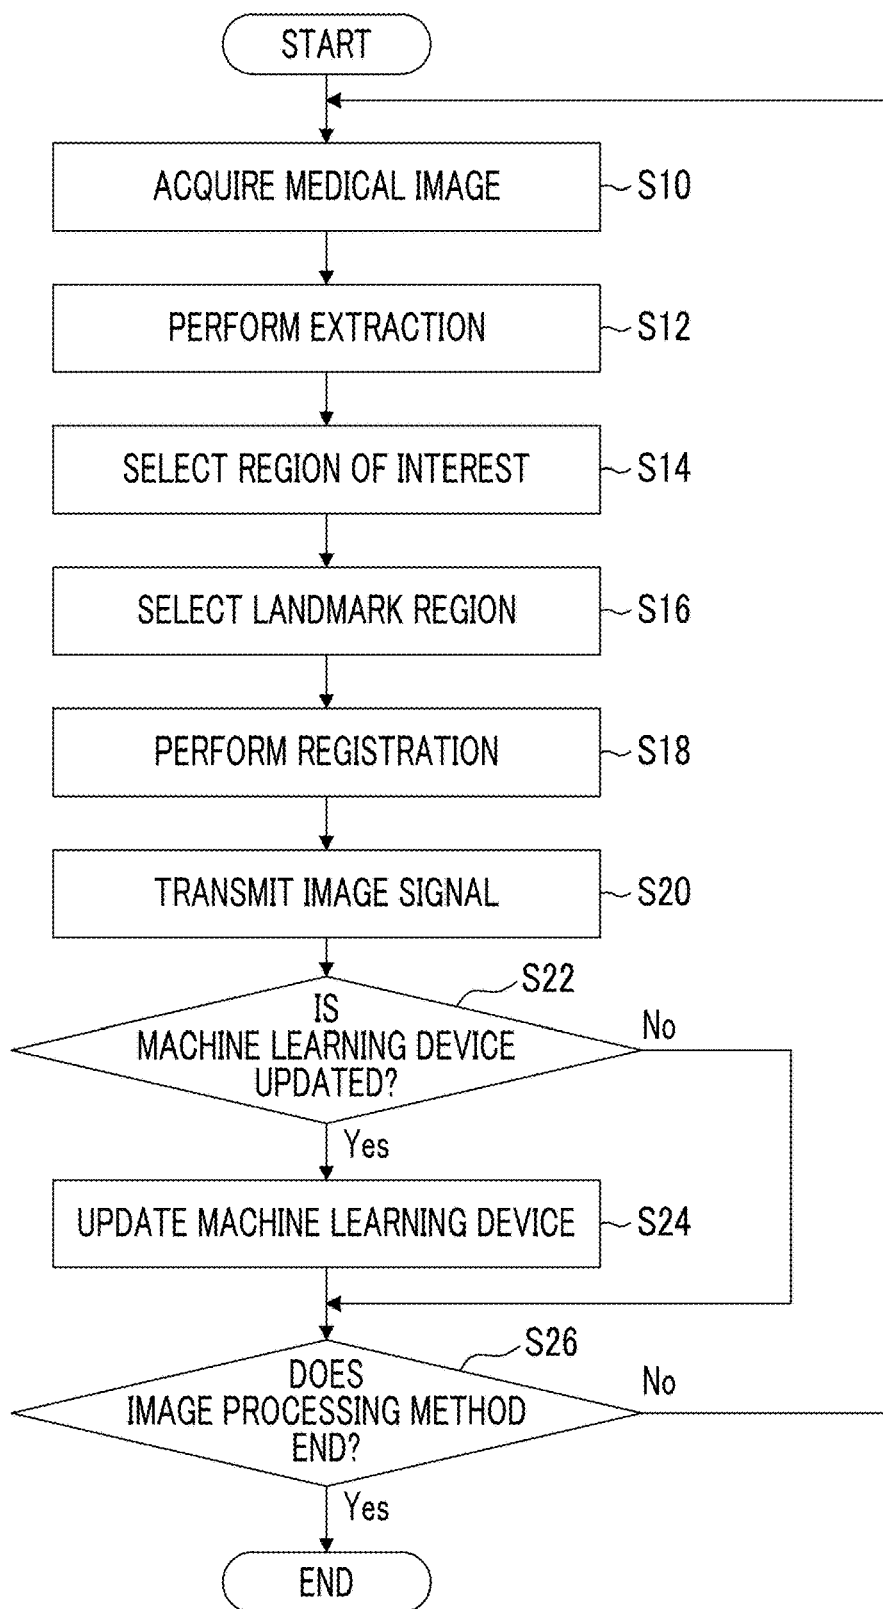 START
ACQUIRE MEDICAL IMAGE
S10
PERFORM EXTRACTION
S12
SELECT REGION OF INTEREST
S14
SELECT LANDMARK REGION
S16
PERFORM REGISTRATION
S18
TRANSMIT IMAGE SIGNAL
S20
S22
IS
MACHINE LEARNING DEVICE
UPDATED?
No
Yes
UPDATE MACHINE LEARNING DEVICE
S24
S26
DOES
IMAGE PROCESSING METHOD
END?
No
Yes
END